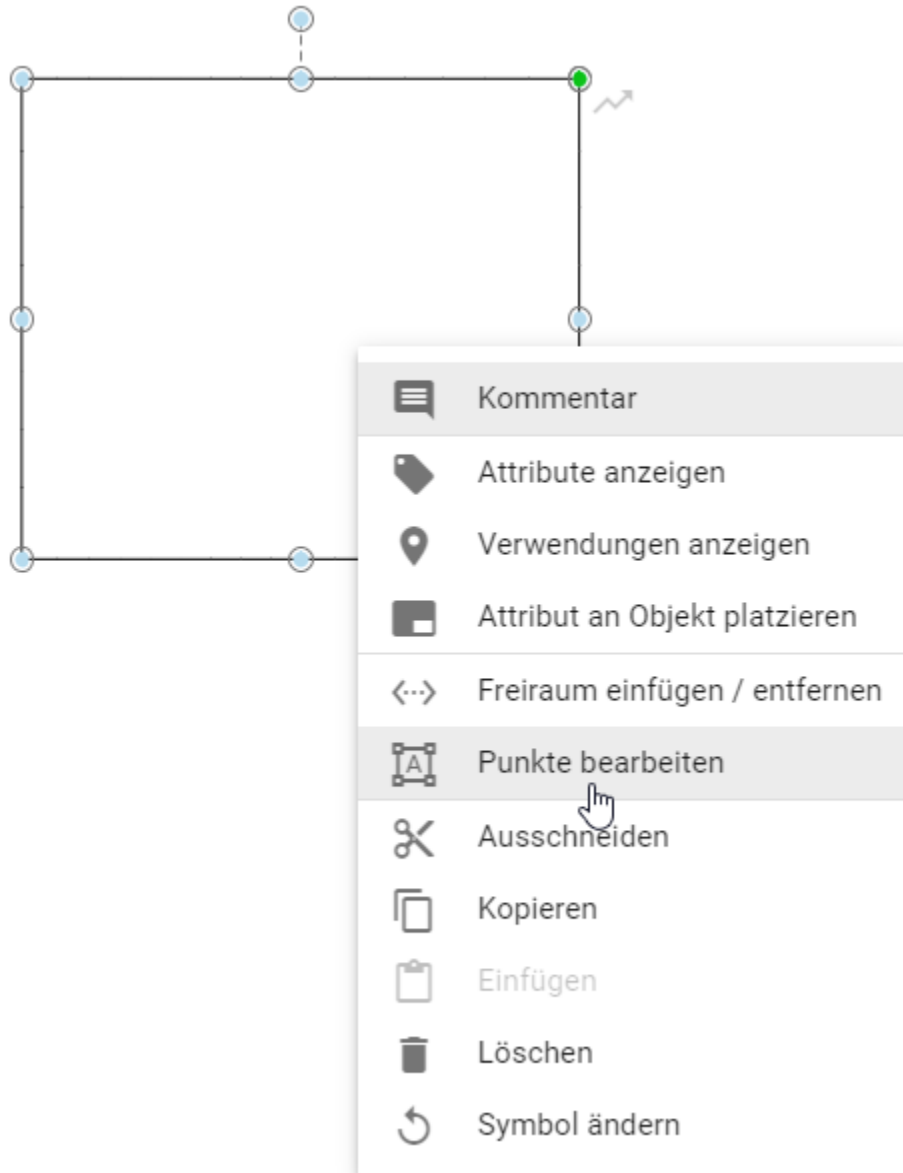 Kommentar
Attribute anzeigen
Verwendungen anzeigen
Attribut an Objekt platzieren
Freiraum einfügen / entfernen
A Punkte bearbeiten
Ausschneiden
Kopieren
Einfügen
Löschen
Symbol ändern